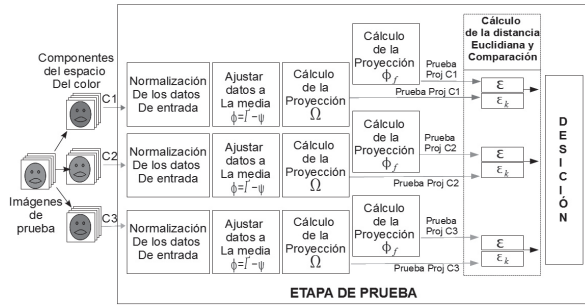 Componentes
del espacio
Del color
C1
C2
C3
Imágenes
de
prueba
Normalización
De los datos
De entrada
Ajustar
datos a
La media
ϕ=Γ−ψ
Cálculo
de la
Proyección
Ω
Cálculo
de la
Proyección
Φf
Prueba
Proj C1
Prueba Proj C1
Normalización
De los datos
De entrada
Ajustar
datos a
La media
ϕ=Γ−ψ
Cálculo
de la
Proyección
Ω
Cálculo
de la
Proyección
Φf
Prueba
Proj C2
Prueba Proj C2
Normalización
De los datos
De entrada
Ajustar
datos a
La media
ϕ=Γ−ψ
Cálculo
de la
Proyección
Ω
Cálculo
de la
Proyección
Φf
Prueba
Proj C3
Prueba Proj C3
Cálculo
de la distancia
Euclidiana y
Comparación
ε
εk
ε
εk
ε
εk
DESICIÓN
ETAPA DE PRUEBA